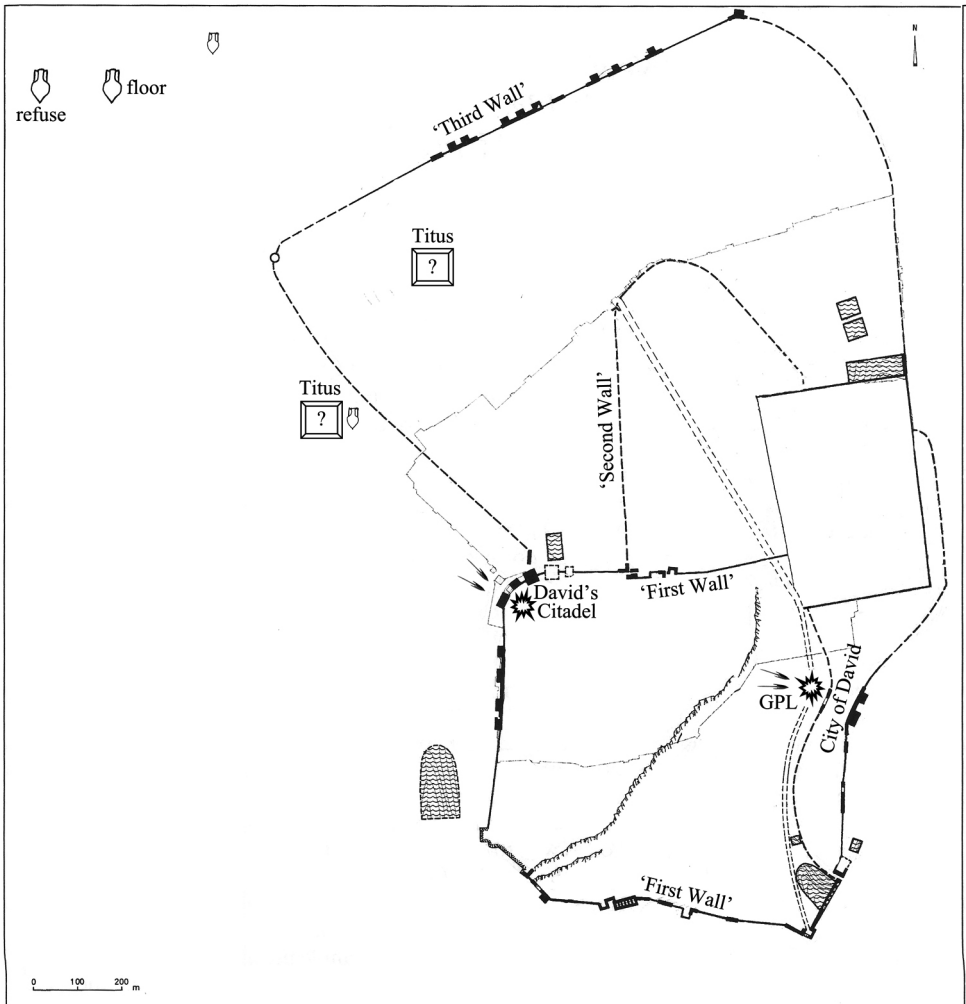 N
floor
refuse
'Third Wall'
Titus
?
Titus
?
'Second Wall'
'First Wall'
David's
Citadel
GPL
City of David
'First Wall'
0 100 200 m